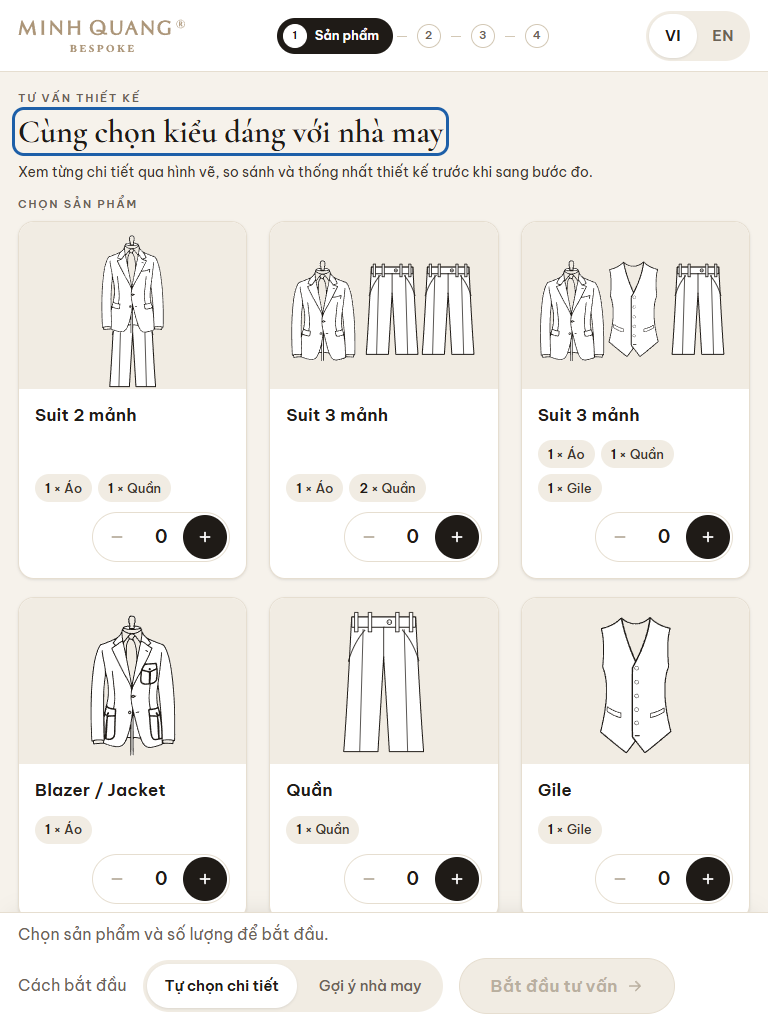 MINH QUANG®
BESPOKE
1 Sản phẩm — 2 — 3 — 4
VI EN
TƯ VẤN THIẾT KẾ
Cùng chọn kiểu dáng với nhà may
Xem từng chi tiết qua hình vẽ, so sánh và thống nhất thiết kế trước khi sang bước đo.
CHỌN SẢN PHẨM
Suit 2 mảnh
1 × Áo 1 × Quần
− 0 +
Suit 3 mảnh
1 × Áo 2 × Quần
− 0 +
Suit 3 mảnh
1 × Áo 1 × Quần
1 × Gile
− 0 +
Blazer / Jacket
1 × Áo
− 0 +
Quần
1 × Quần
− 0 +
Gile
1 × Gile
− 0 +
Chọn sản phẩm và số lượng để bắt đầu.
Cách bắt đầu Tự chọn chi tiết Gợi ý nhà may Bắt đầu tư vấn →